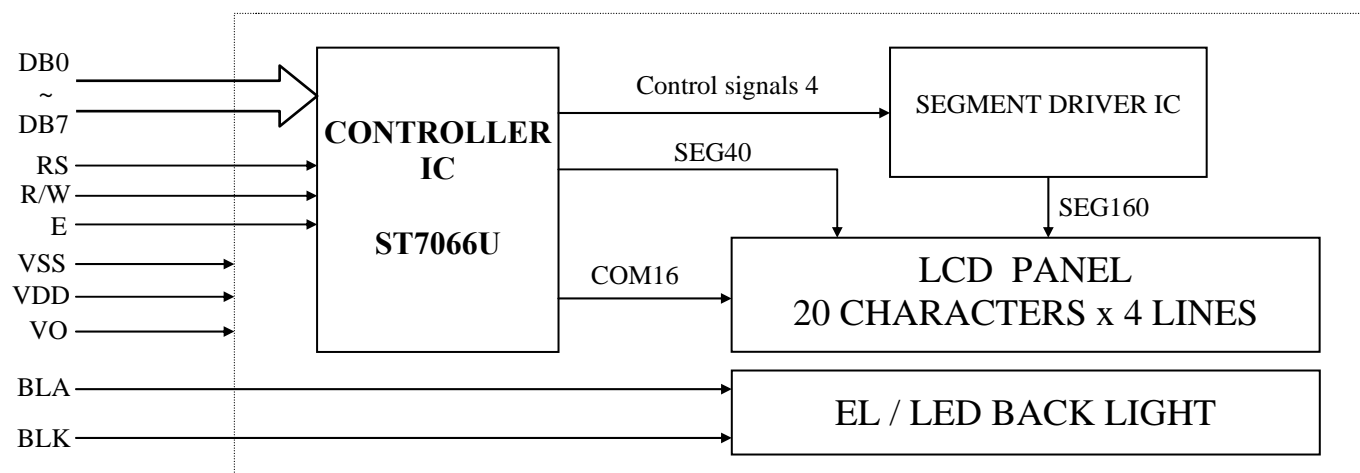 DB0
~
DB7
RS
R/W
E
VSS
VDD
VO
BLA
BLK
CONTROLLER
IC
ST7066U
Control signals 4
SEG40
COM16
SEGMENT DRIVER IC
SEG160
LCD PANEL
20 CHARACTERS x 4 LINES
EL / LED BACK LIGHT